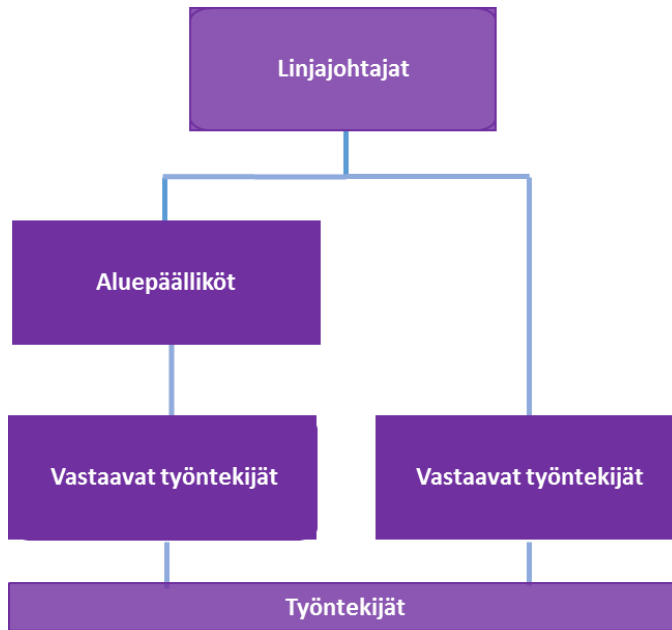 Linjajohtajat
Aluepäälliköt
Vastaavat työntekijät
Vastaavat työntekijät
Työntekijät